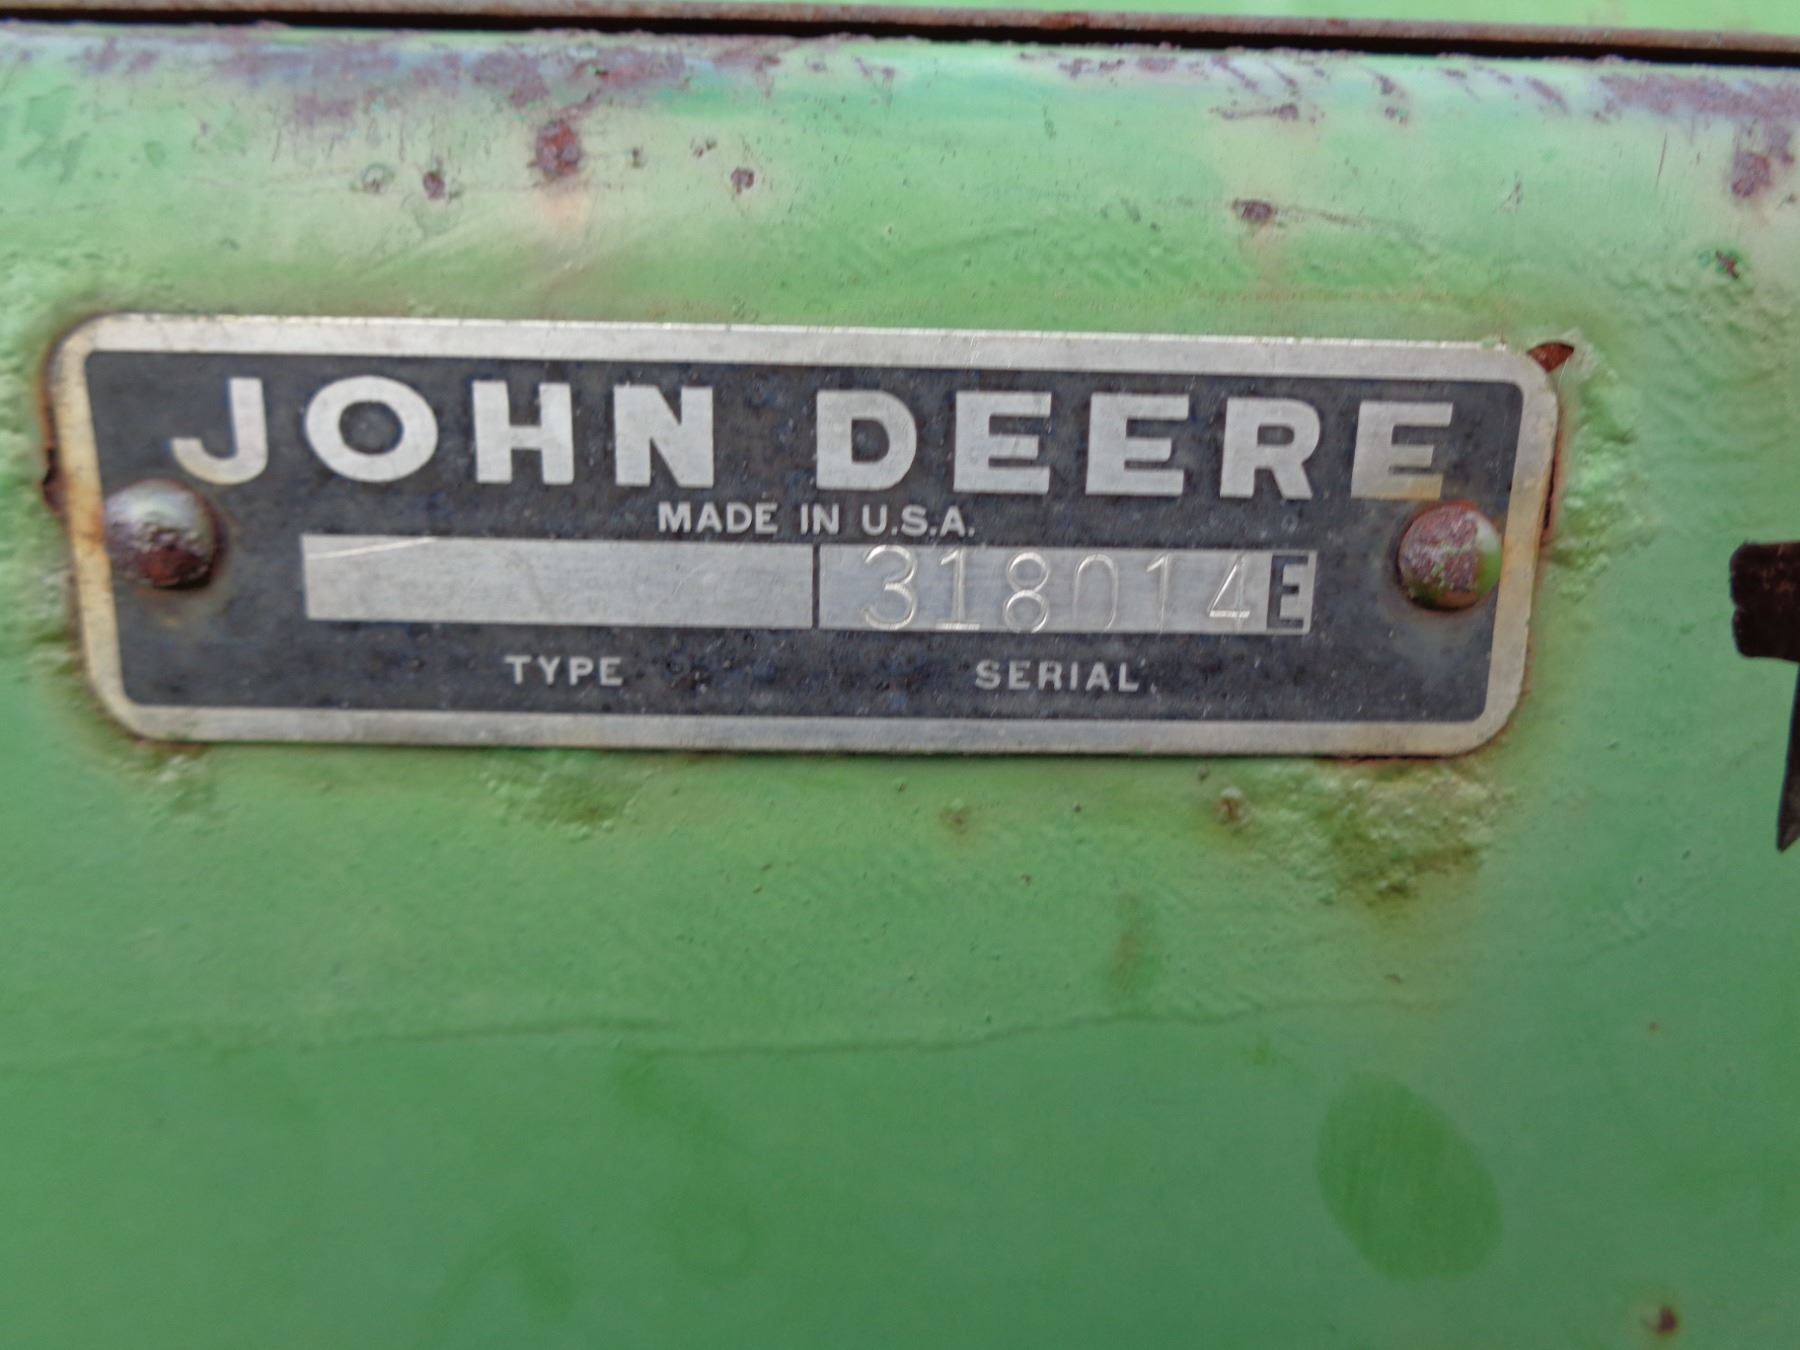 JOHN DEERE
MADE IN U.S.A.
318014E
TYPE SERIAL